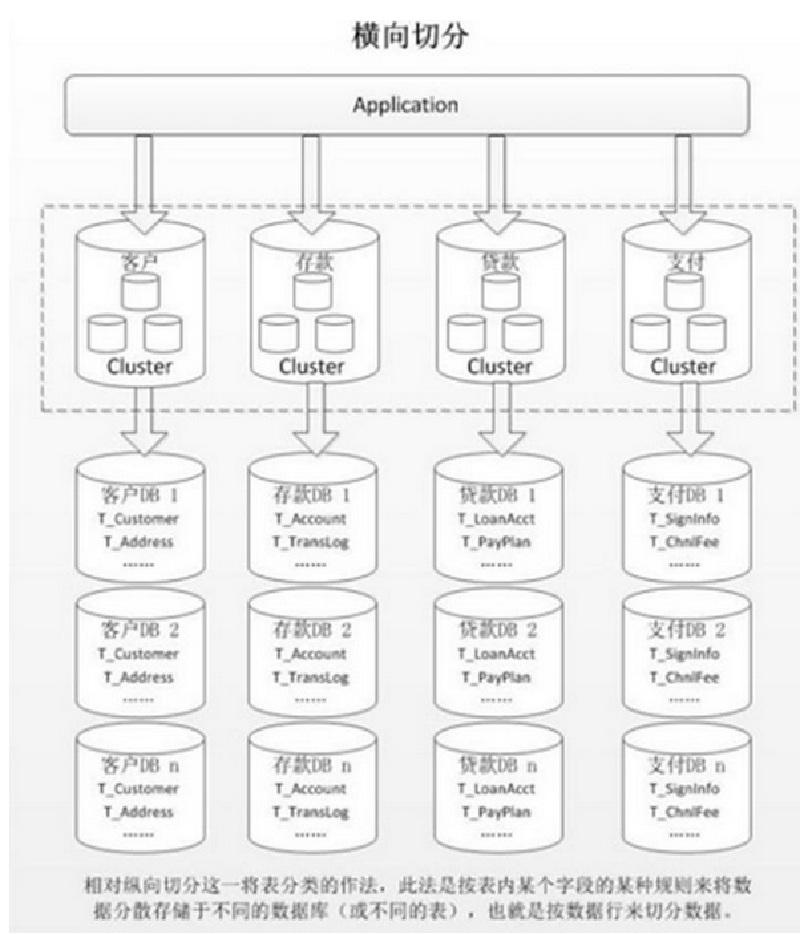 横向切分
Application
客户 存款 贷款 支付
Cluster Cluster Cluster Cluster
客户DB 1 存款DB 1 贷款DB 1 支付DB 1
T_Customer T_Account T_LoanAcct T_SignInfo
T_Address T_TransLog T_PayPlan T_ChnlFee
…… …… …… ……
客户DB 2 存款DB 2 贷款DB 2 支付DB 2
T_Customer T_Account T_LoanAcct T_SignInfo
T_Address T_TransLog T_PayPlan T_ChnlFee
…… …… …… ……
客户DB n 存款DB n 贷款DB n 支付DB n
T_Customer T_Account T_LoanAcct T_SignInfo
T_Address T_TransLog T_PayPlan T_ChnlFee
…… …… …… ……
相对纵向切分这一将表分类的作法，此法是按表内某个字段的某种规则来将数
据分散存储于不同的数据库（或不同的表），也就是按数据行来切分数据。